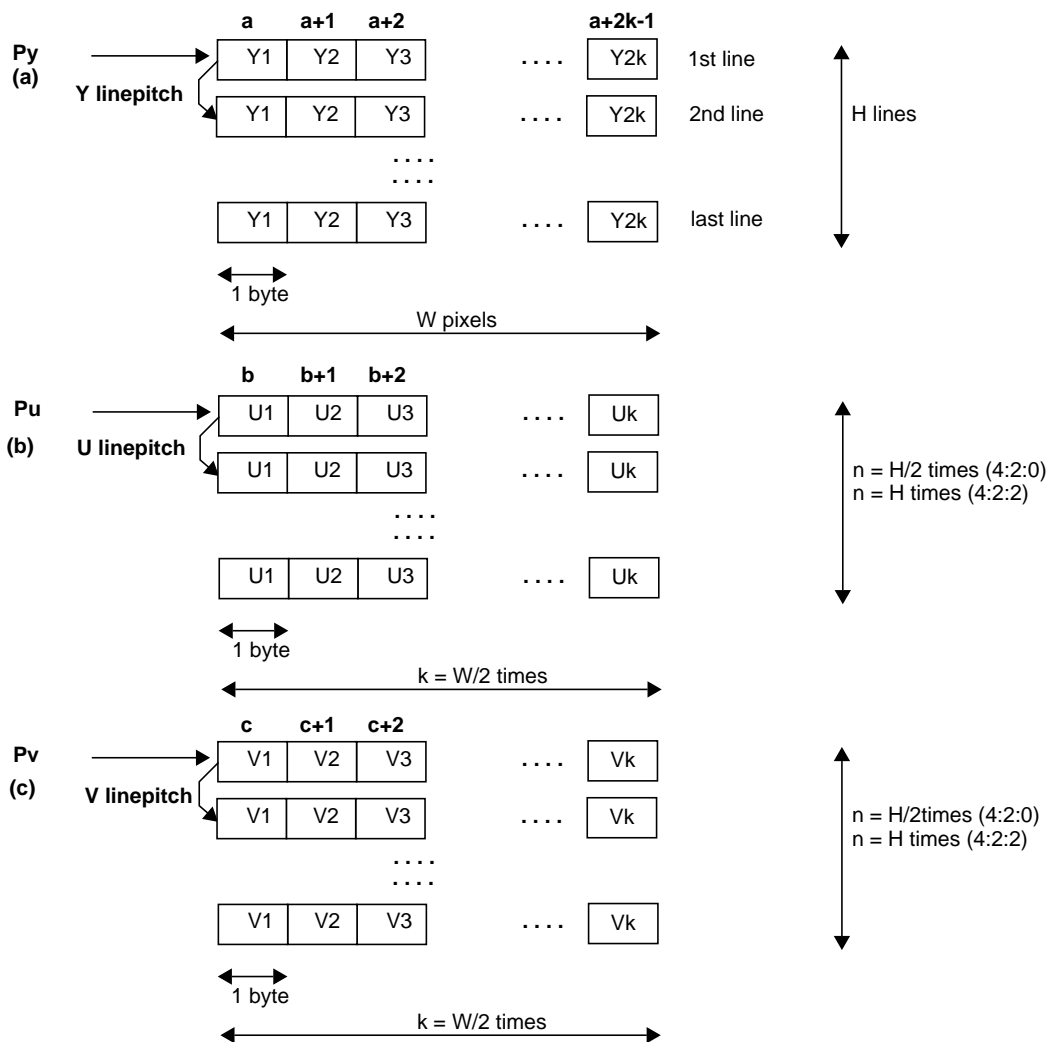 a a+1 a+2 a+2k-1
Py Y1 Y2 Y3 . . . . Y2k 1st line
(a)
Y linepitch H lines
Y1 Y2 Y3 . . . . Y2k 2nd line
. . . .
. . . .
Y1 Y2 Y3 . . . . Y2k last line
1 byte
W pixels
b b+1 b+2
Pu U1 U2 U3 . . . . Uk
(b) U linepitch
U1 U2 U3 . . . . Uk
n = H/2 times (4:2:0)
n = H times (4:2:2)
. . . .
. . . .
U1 U2 U3 . . . . Uk
1 byte
k = W/2 times
c c+1 c+2
Pv V1 V2 V3 . . . . Vk
(c) V linepitch
V1 V2 V3 . . . . Vk
n = H/2times (4:2:0)
n = H times (4:2:2)
. . . .
. . . .
V1 V2 V3 . . . . Vk
1 byte
k = W/2 times